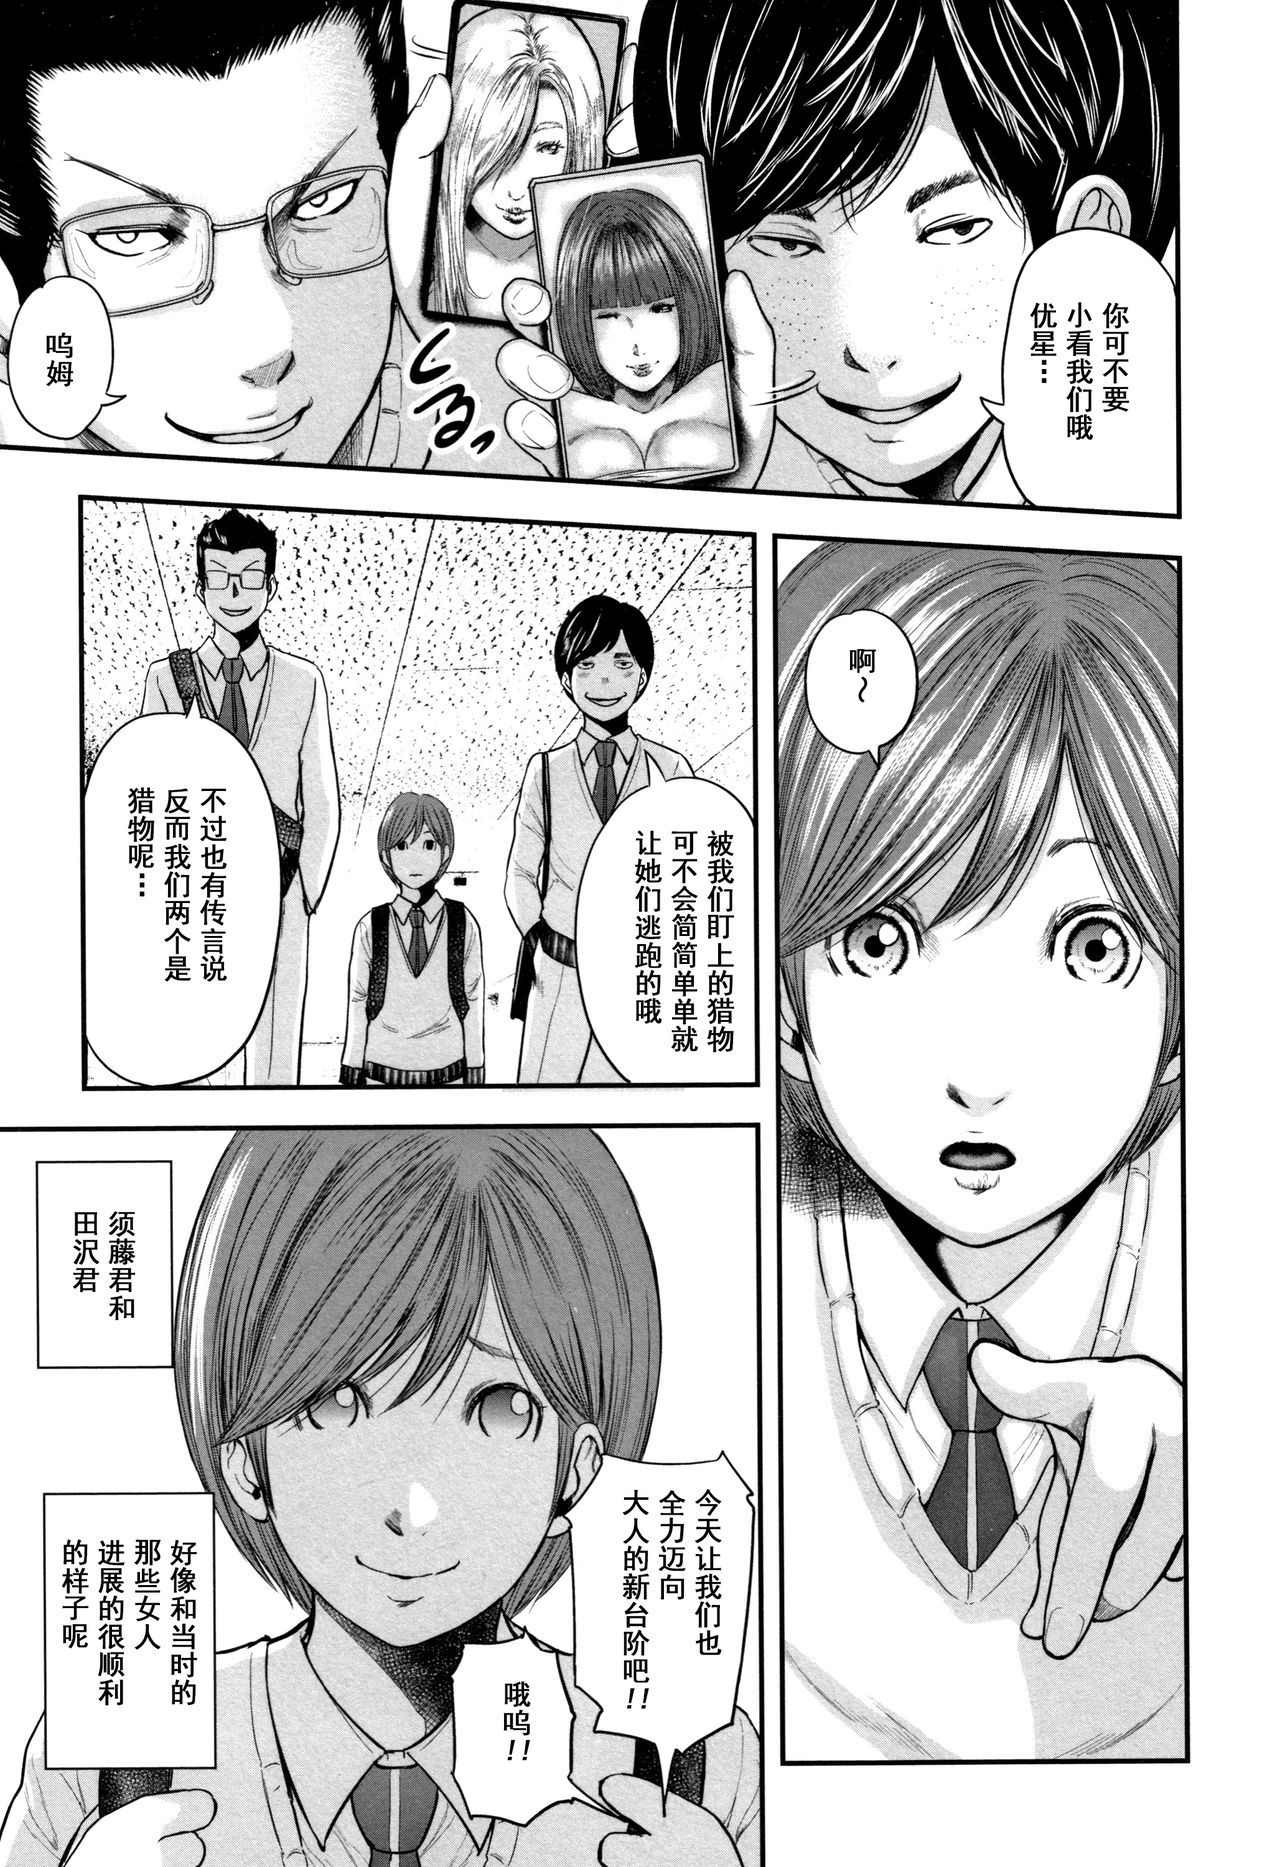 你可不要
小看我们哦
优星…
呜姆
くる。
啊～
被我们盯上的猎物
可不会简简单单就
让她们逃跑的哦
不过也有传言说
反而我们两个是
猎物呢…
须藤君和
田沢君
今天让我们也
全力迈向
大人的新台阶吧!!
哦呜!!
好像和当时的
那些女人
进展的很顺利
的样子呢